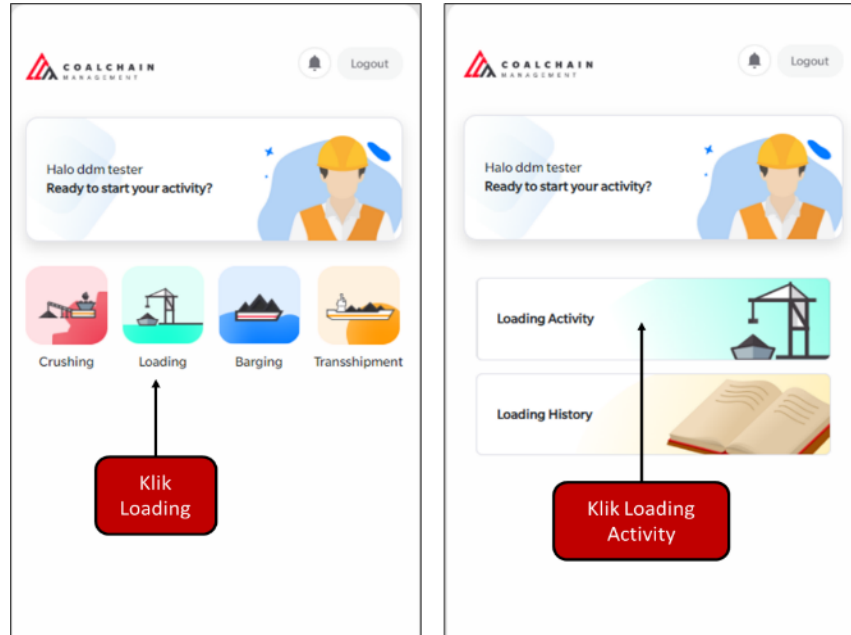 COALCHAIN
MANAGEMENT
Logout
Halo ddm tester
Ready to start your activity?
Crushing
Loading
Barging
Transshipment
Klik
Loading
COALCHAIN
MANAGEMENT
Logout
Halo ddm tester
Ready to start your activity?
Loading Activity
Loading History
Klik Loading
Activity